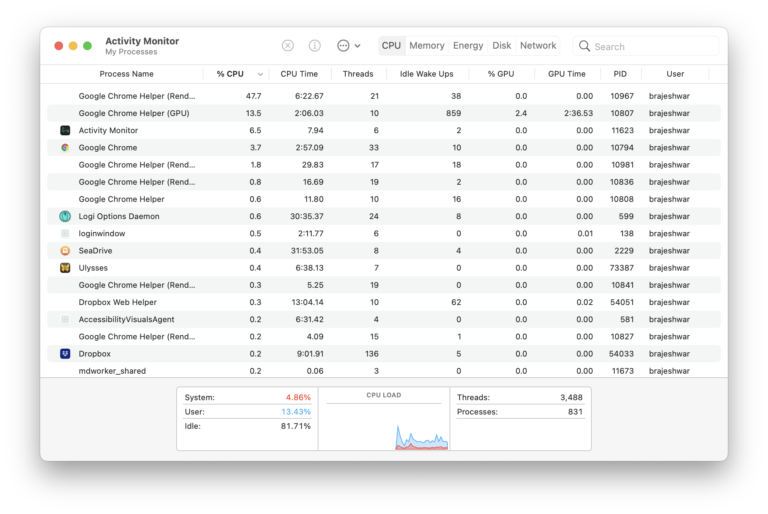 Activity Monitor
My Processes
CPU Memory Energy Disk Network
Search
Process Name % CPU CPU Time Threads Idle Wake Ups % GPU GPU Time PID User
Google Chrome Helper (Rend... 47.7 6:22.67 21 38 0.0 0.00 10967 brajeshwar
Google Chrome Helper (GPU) 13.5 2:06.03 10 859 2.4 2:36.53 10807 brajeshwar
Activity Monitor 6.5 7.94 6 2 0.0 0.00 11623 brajeshwar
Google Chrome 3.7 2:57.09 33 10 0.0 0.00 10794 brajeshwar
Google Chrome Helper (Rend... 1.8 29.83 17 18 0.0 0.00 10981 brajeshwar
Google Chrome Helper (Rend... 0.8 16.69 19 2 0.0 0.00 10836 brajeshwar
Google Chrome Helper 0.6 11.80 10 16 0.0 0.00 10808 brajeshwar
Logi Options Daemon 0.6 30:35.37 24 8 0.0 0.00 599 brajeshwar
loginwindow 0.5 2:11.77 6 0 0.0 0.01 138 brajeshwar
SeaDrive 0.4 31:53.05 8 4 0.0 0.00 2229 brajeshwar
Ulysses 0.4 6:38.13 7 0 0.0 0.00 73387 brajeshwar
Google Chrome Helper (Rend... 0.3 5.25 19 0 0.0 0.00 10841 brajeshwar
Dropbox Web Helper 0.3 13:04.14 10 62 0.0 0.02 54051 brajeshwar
AccessibilityVisualsAgent 0.2 6:31.42 4 0 0.0 0.00 581 brajeshwar
Google Chrome Helper (Rend... 0.2 4.09 15 1 0.0 0.00 10827 brajeshwar
Dropbox 0.2 9:01.91 136 5 0.0 0.00 54033 brajeshwar
mdworker_shared 0.2 0.06 3 0 0.0 0.00 11673 brajeshwar
System: 4.86% CPU LOAD Threads: 3,488
User: 13.43% Processes: 831
Idle: 81.71%